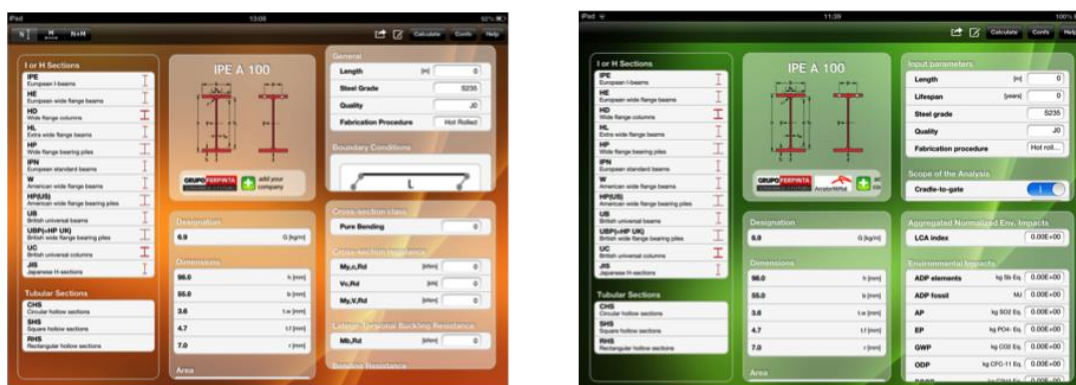 iPad 13:08 62%
N M N+M Calculate Confs Help
I or H Sections
IPE
European I-beams
HE
European wide flange beams
HD
Wide flange columns
HL
Extra wide flange beams
HP
Wide flange bearing piles
IPN
European standard beams
W
American wide flange beams
HP(US)
American wide flange bearing piles
UB
British universal beams
UBP(=HP UK)
British wide flange bearing piles
UC
British universal columns
JIS
Japanese H-sections
Tubular Sections
CHS
Circular hollow sections
SHS
Square hollow sections
RHS
Rectangular hollow sections
IPE A 100
GRUPO FERPINTA
add your
company
Designation
6.9 G [kg/m]
Dimensions
96.0 h [mm]
55.0 b [mm]
3.6 t.w [mm]
4.7 t.f [mm]
7.0 r [mm]
Area
General
Length [m] 0
Steel Grade S235
Quality J0
Fabrication Procedure Hot Rolled
Boundary Conditions
L
Cross-section class
Pure Bending 0
Cross-section Resistance
My,c,Rd [kNm] 0
Vc,Rd [kN] 0
My,V,Rd [kNm] 0
Lateral-Torsional Buckling Resistance
Mb,Rd [kNm] 0
Bending Resistance
iPad 11:39 100%
Calculate Confs Help
I or H Sections
IPE
European I-beams
HE
European wide flange beams
HD
Wide flange columns
HL
Extra wide flange beams
HP
Wide flange bearing piles
IPN
European standard beams
W
American wide flange beams
HP(US)
American wide flange bearing piles
UB
British universal beams
UBP(=HP UK)
British wide flange bearing piles
UC
British universal columns
JIS
Japanese H-sections
Tubular Sections
CHS
Circular hollow sections
SHS
Square hollow sections
RHS
Rectangular hollow sections
IPE A 100
GRUPO FERPINTA
ArcelorMittal
Designation
6.9 G [kg/m]
Dimensions
96.0 h [mm]
55.0 b [mm]
3.6 t.w [mm]
4.7 t.f [mm]
7.0 r [mm]
Area
Input parameters
Length [m] 0
Lifespan [years] 0
Steel grade S235
Quality J0
Fabrication procedure Hot roll...
Scope of the Analysis
Cradle-to-gate
Aggregated Normalized Env. Impacts
LCA index 0.00E+00
Environmental Impacts
ADP elements kg Sb Eq. 0.00E+00
ADP fossil MJ 0.00E+00
AP kg SO2 Eq. 0.00E+00
EP kg PO4- Eq. 0.00E+00
GWP kg CO2 Eq. 0.00E+00
ODP kg CFC-11 Eq. 0.00E+00